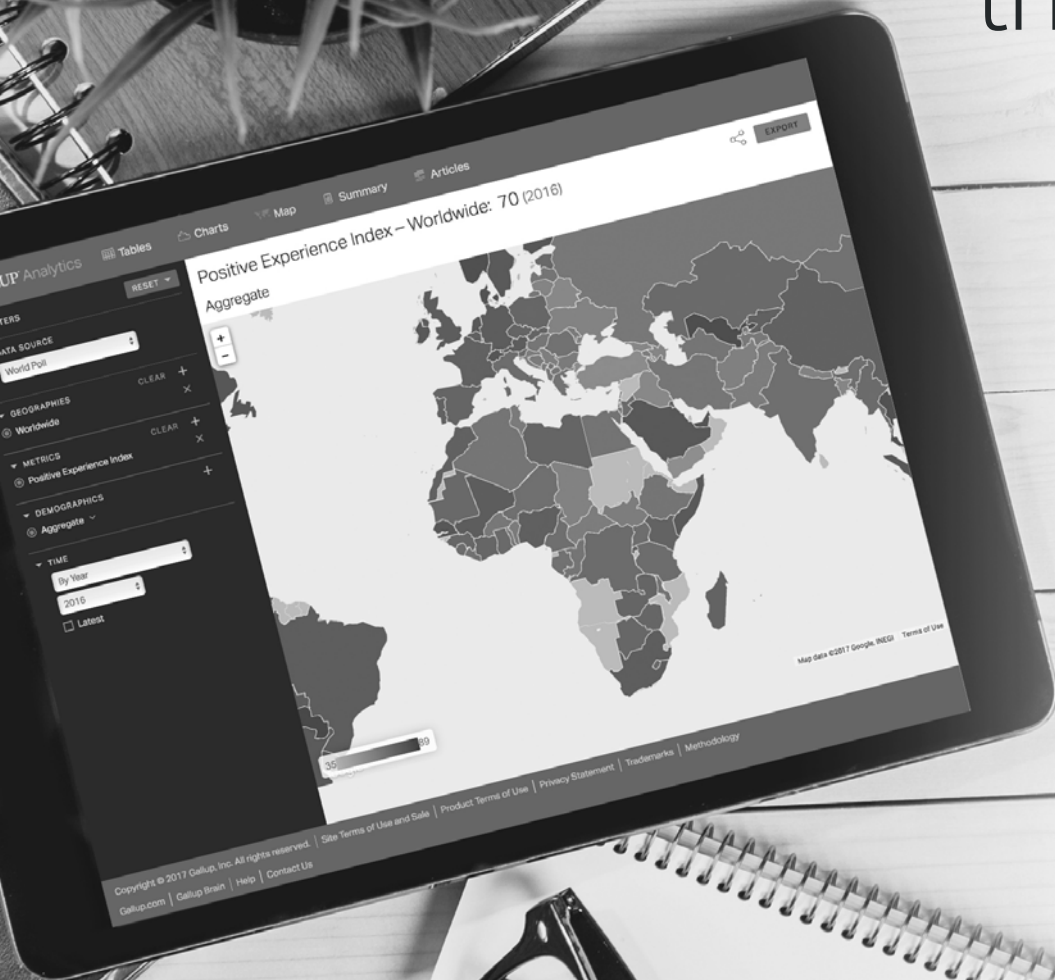 EXPORT
UP Analytics
Tables
Charts
Map
Summary
Articles
Positive Experience Index – Worldwide: 70 (2016)
Aggregate
RESET
TERS
DATA SOURCE
World Poll
CLEAR +
GEOGRAPHIES
Worldwide
CLEAR +
METRICS
Positive Experience Index
DEMOGRAPHICS
Aggregate
TIME
By Year
2016
Latest
+
−
35 89
Map data ©2017 Google, INEGI Terms of Use
Copyright © 2017 Gallup, Inc. All rights reserved. | Site Terms of Use and Sale | Product Terms of Use | Privacy Statement | Trademarks | Methodology
Gallup.com | Gallup Brain | Help | Contact Us